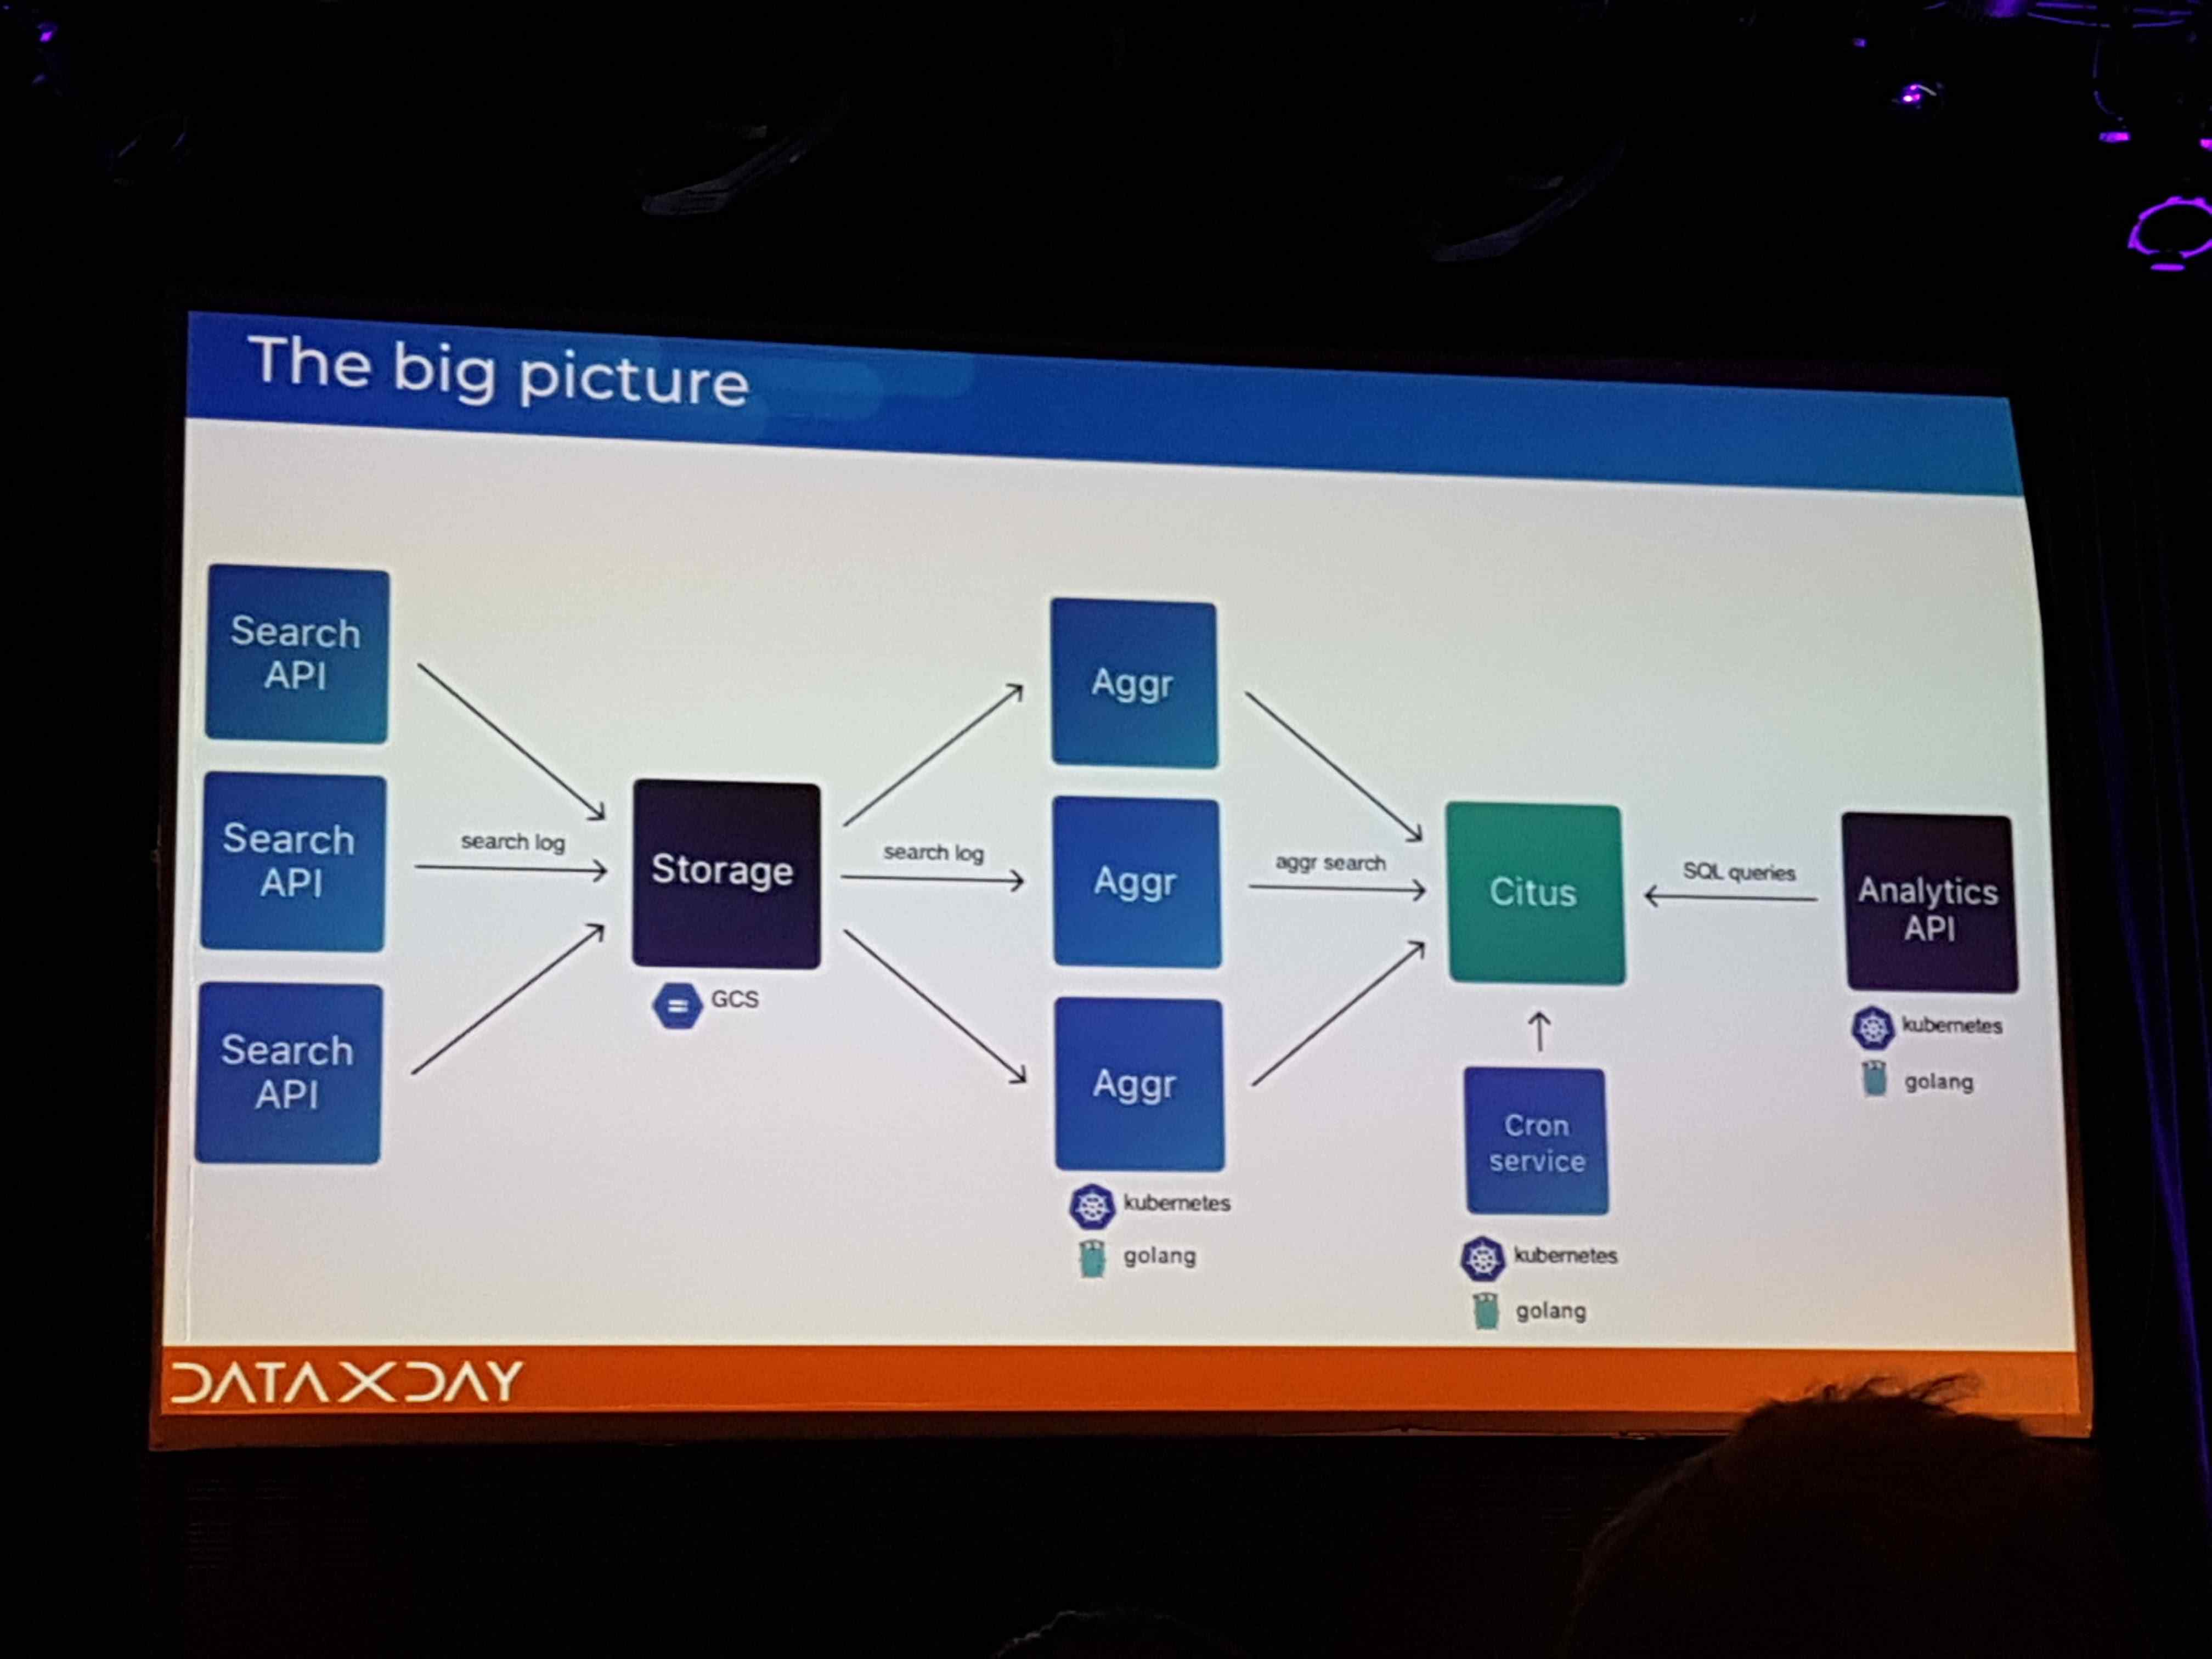 The big picture
Search
API
Search
API
Search
API
search log
Storage
GCS
search log
Aggr
Aggr
Aggr
kubernetes
golang
aggr search
Citus
Cron
service
kubernetes
golang
SQL queries
Analytics
API
kubernetes
golang
DATAXDAY